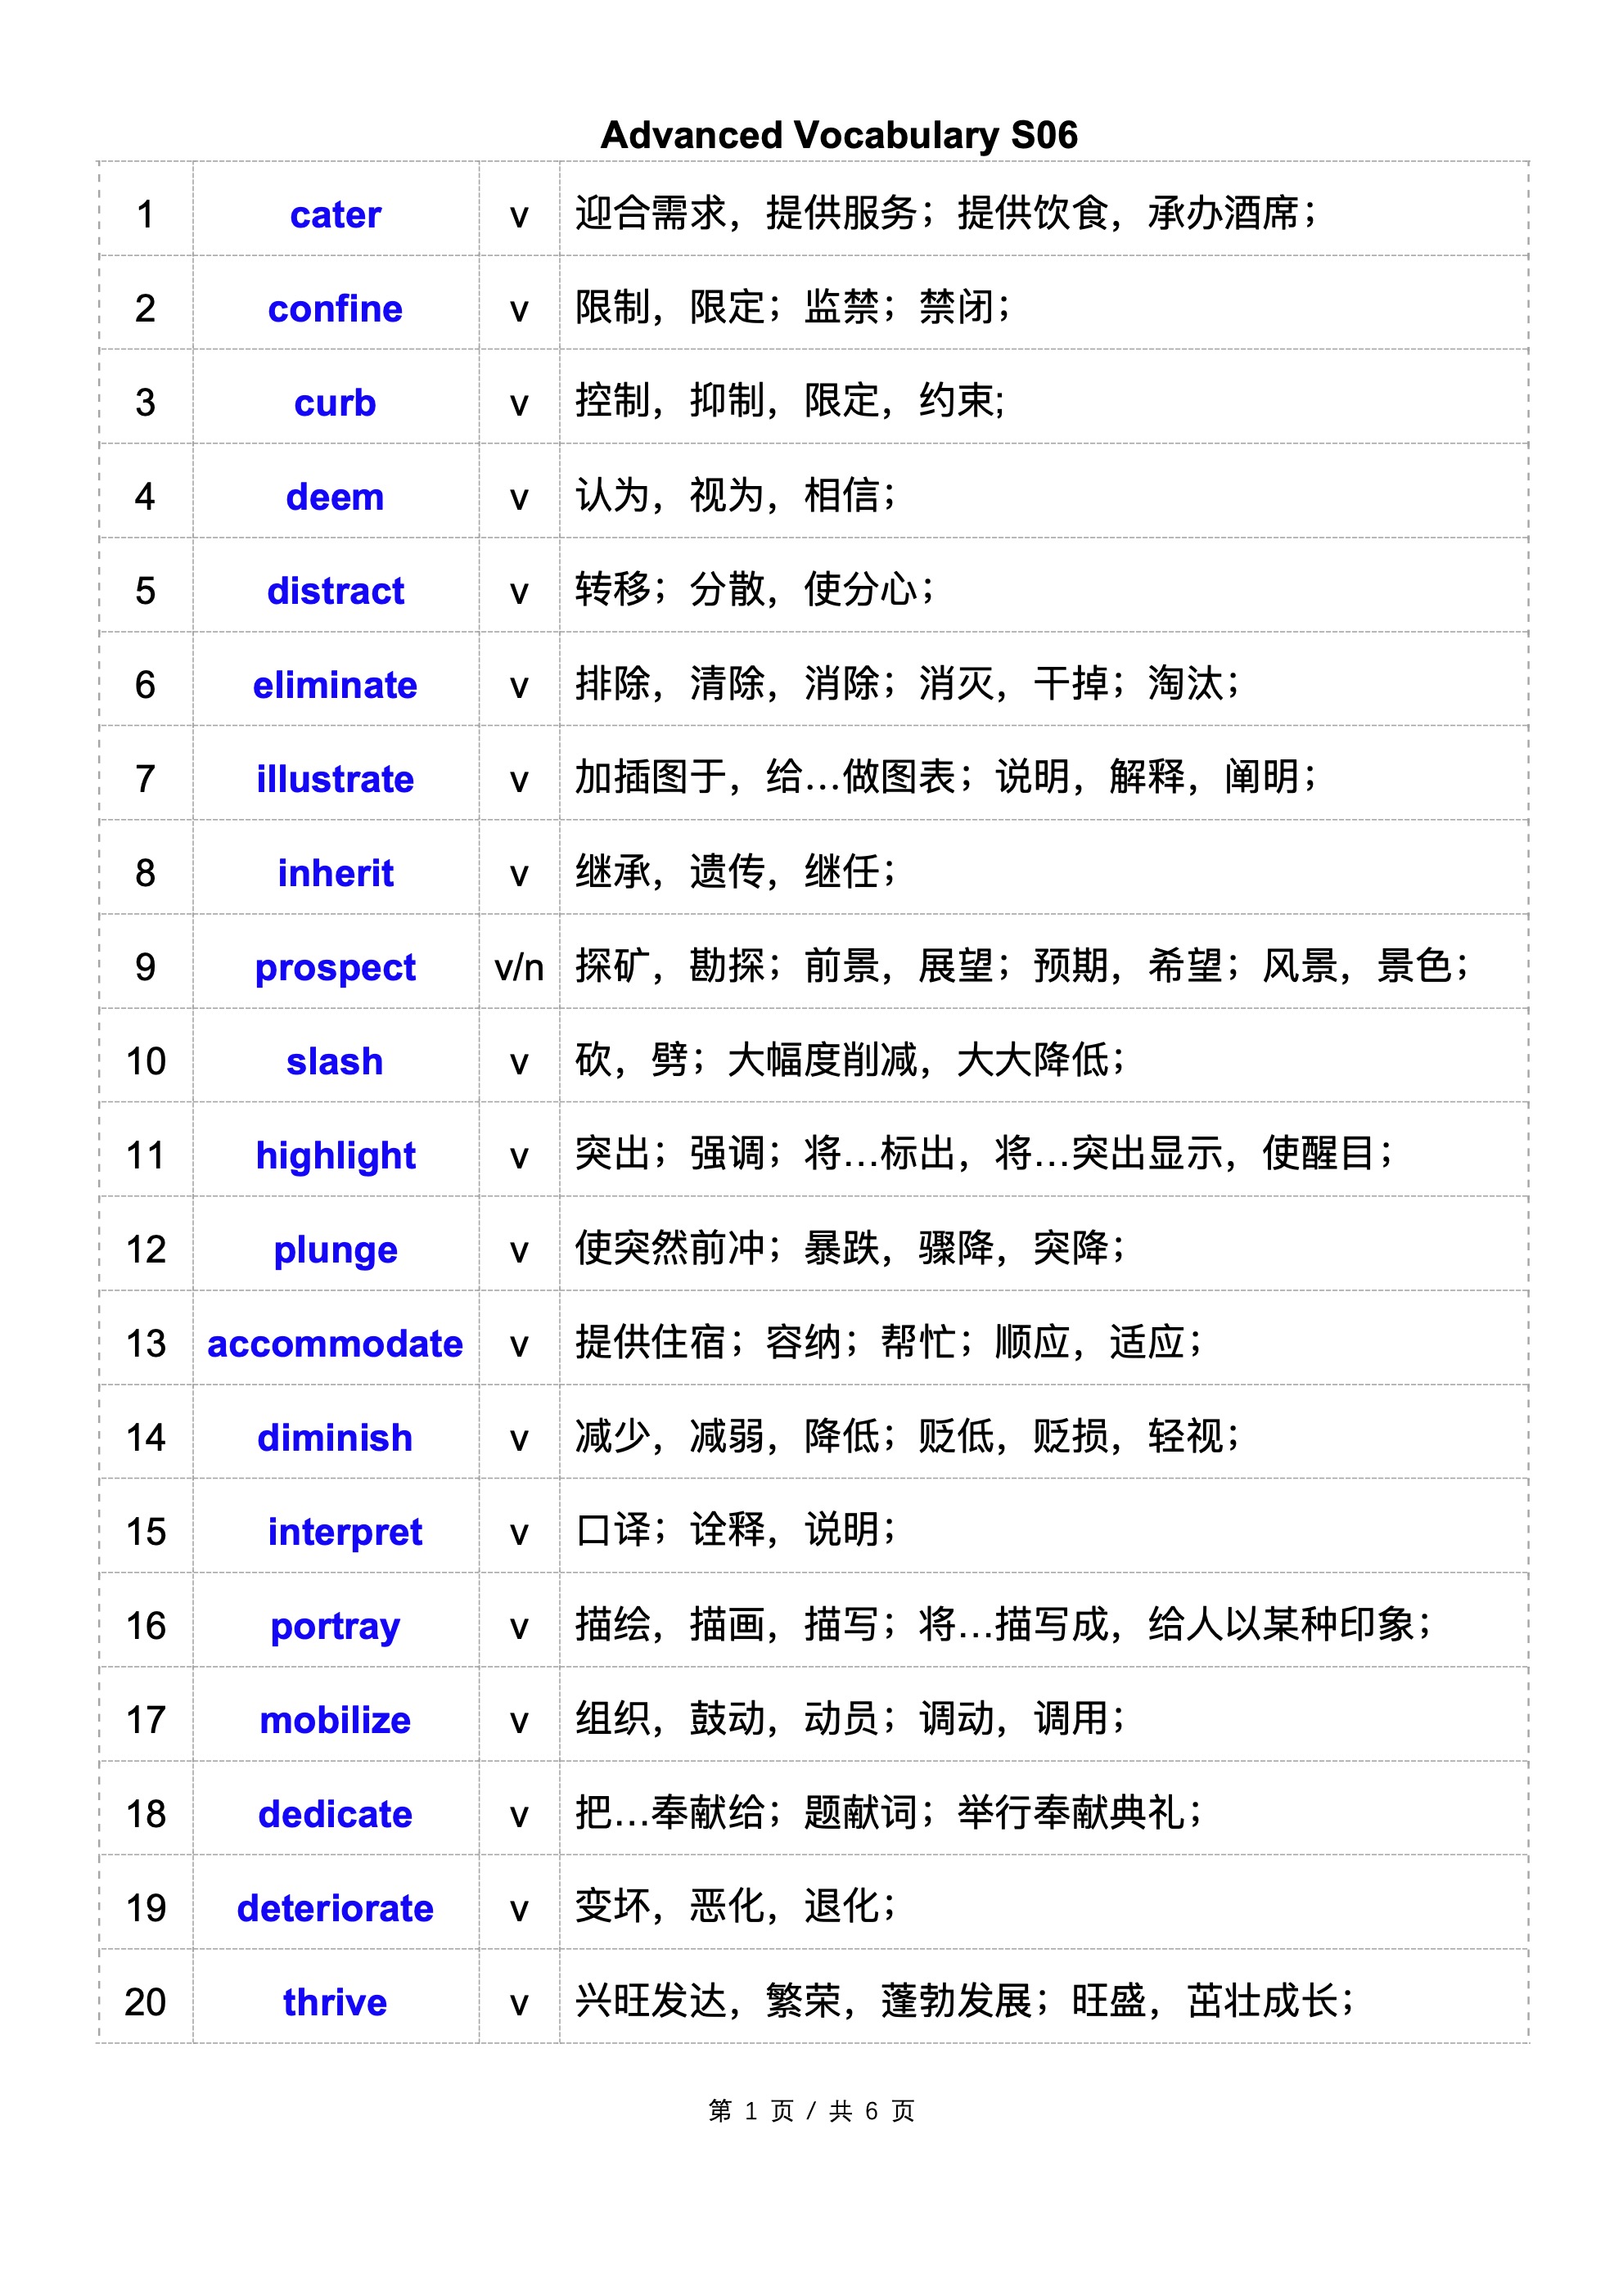 Advanced Vocabulary S06
1 cater v 迎合需求，提供服务；提供饮食，承办酒席；
2 confine v 限制，限定；监禁；禁闭；
3 curb v 控制，抑制，限定，约束;
4 deem v 认为，视为，相信；
5 distract v 转移；分散，使分心；
6 eliminate v 排除，清除，消除；消灭，干掉；淘汰；
7 illustrate v 加插图于，给…做图表；说明，解释，阐明；
8 inherit v 继承，遗传，继任；
9 prospect v/n 探矿，勘探；前景，展望；预期，希望；风景，景色；
10 slash v 砍，劈；大幅度削减，大大降低；
11 highlight v 突出；强调；将…标出，将…突出显示，使醒目；
12 plunge v 使突然前冲；暴跌，骤降，突降；
13 accommodate v 提供住宿；容纳；帮忙；顺应，适应；
14 diminish v 减少，减弱，降低；贬低，贬损，轻视；
15 interpret v 口译；诠释，说明；
16 portray v 描绘，描画，描写；将…描写成，给人以某种印象；
17 mobilize v 组织，鼓动，动员；调动，调用；
18 dedicate v 把…奉献给；题献词；举行奉献典礼；
19 deteriorate v 变坏，恶化，退化；
20 thrive v 兴旺发达，繁荣，蓬勃发展；旺盛，茁壮成长；
第 1 页 / 共 6 页